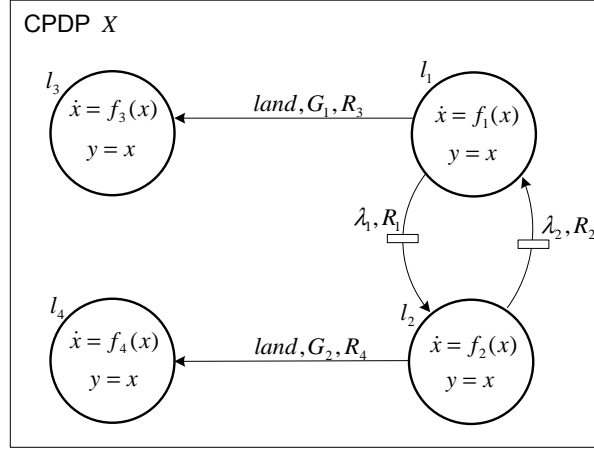 CPDP X
l₃
ẋ = f₃(x)
y = x
land, G₁, R₃
l₁
ẋ = f₁(x)
y = x
λ₁, R₁
λ₂, R₂
l₄
ẋ = f₄(x)
y = x
land, G₂, R₄
l₂
ẋ = f₂(x)
y = x